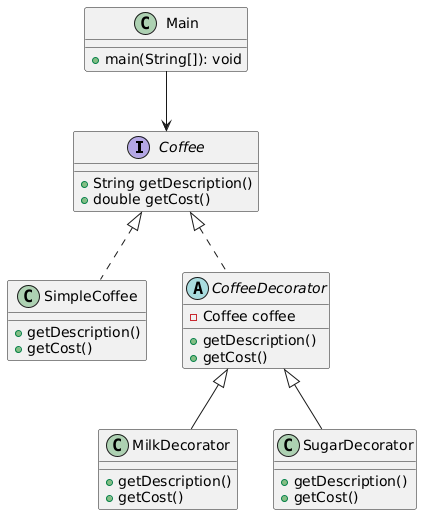 C Main
main(String[]): void
I Coffee
String getDescription()
double getCost()
C SimpleCoffee
getDescription()
getCost()
A CoffeeDecorator
Coffee coffee
getDescription()
getCost()
C MilkDecorator
getDescription()
getCost()
C SugarDecorator
getDescription()
getCost()